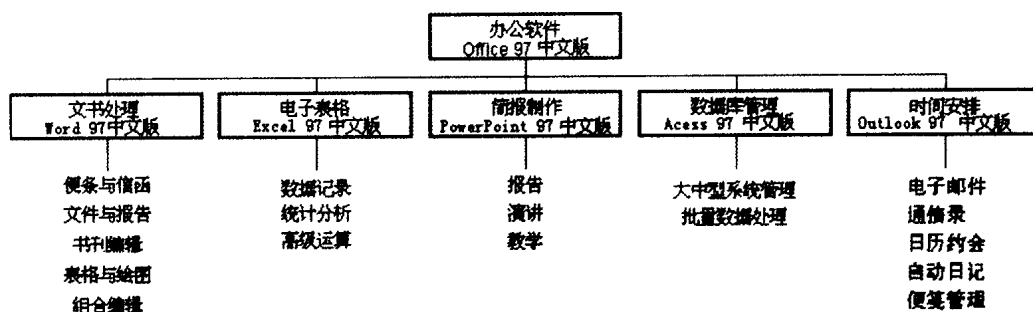 办公软件
Office 97 中文版
文书处理
Word 97 中文版
电子表格
Excel 97 中文版
简报制作
PowerPoint 97 中文版
数据库管理
Acess 97 中文版
时间安排
Outlook 97 中文版
便条与信函
文件与报告
书刊编辑
表格与绘图
组合编辑
数据记录
统计分析
高级运算
报告
演讲
教学
大中型系统管理
批量数据处理
电子邮件
通信录
日历约会
自动日记
便笺管理